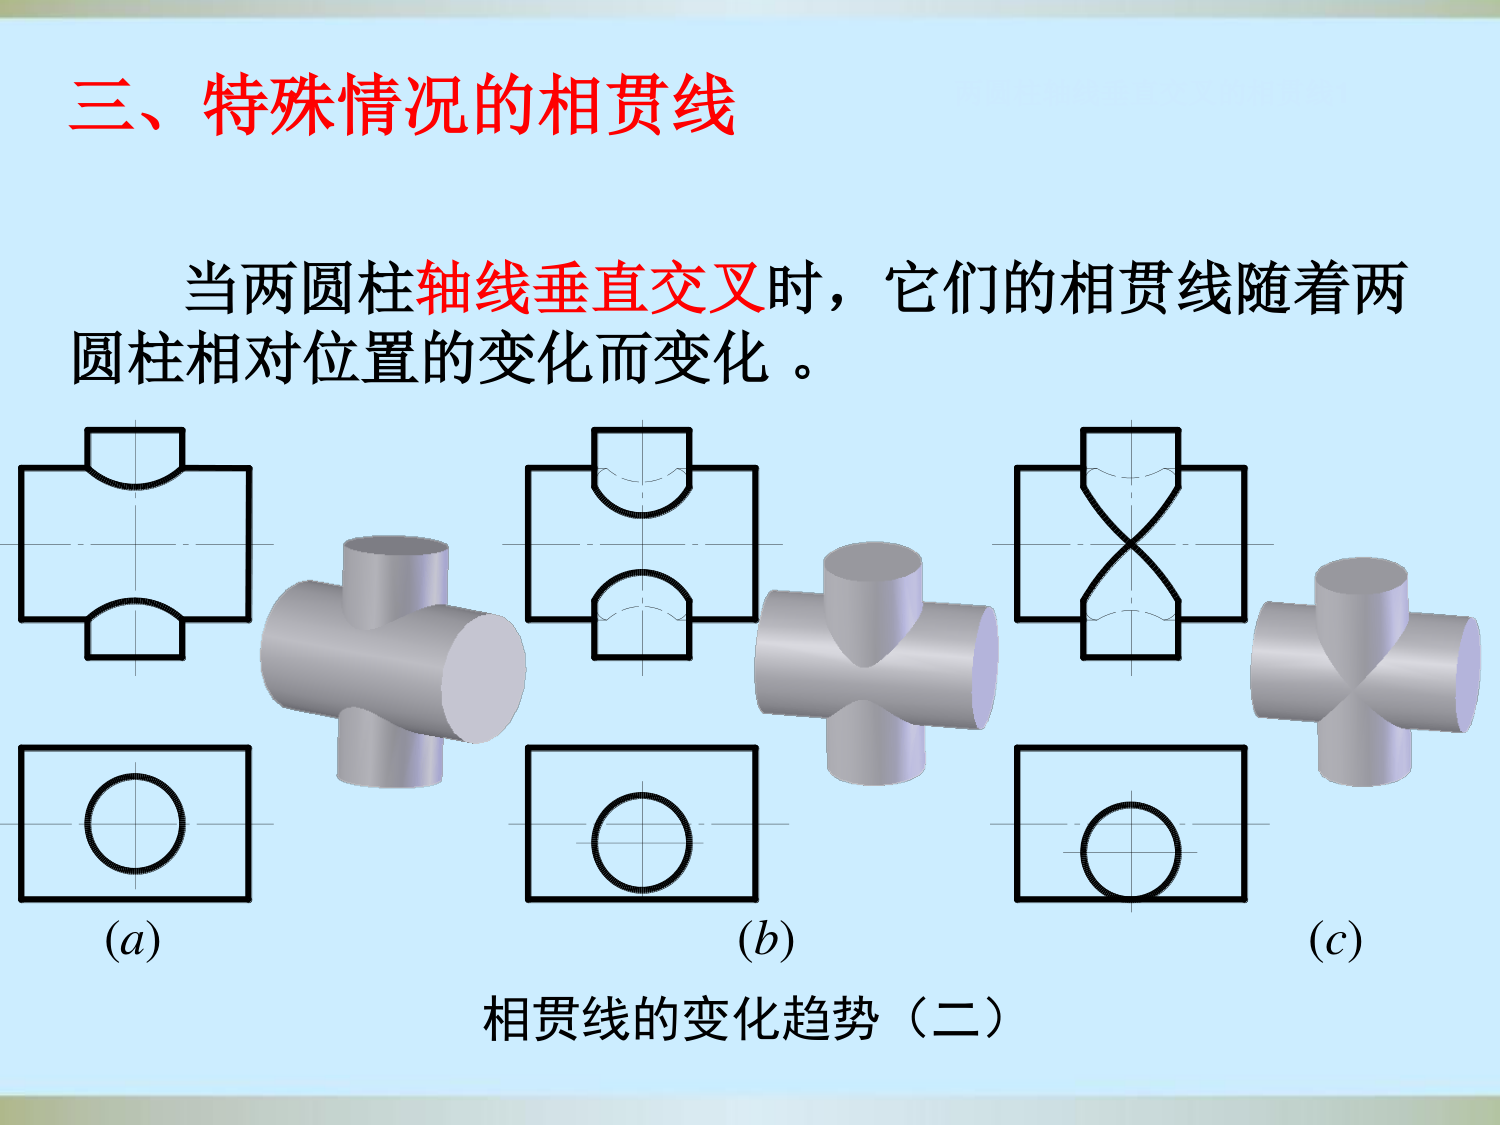 三、特殊情况的相贯线
当两圆柱轴线垂直交叉时，它们的相贯线随着两
圆柱相对位置的变化而变化 。
(a) (b) (c)
相贯线的变化趋势（二）